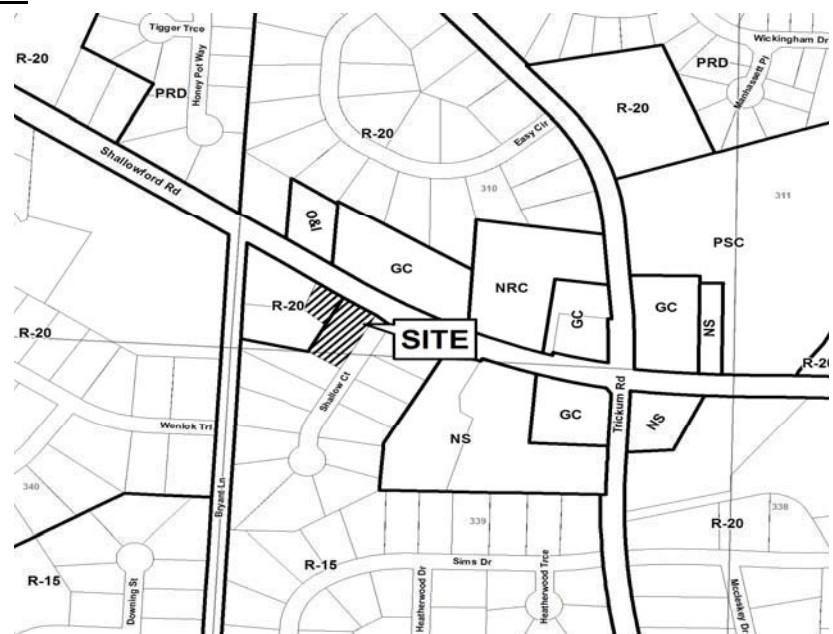 Tigger Trce
Wickingham Dr
R-20
PRD
Honey Pot Way
PRD
Manhassett Pl
R-20
R-20
Easy Cir
Shallowford Rd
310
311
O&I
PSC
GC
NRC
GC
GC
NS
R-20
SITE
R-20
R-20
Shallow Ct
Trickum Rd
GC
NS
NS
Wenlok Trl
340
Bryant Ln
339
338
R-20
R-15
R-15
Sims Dr
Downing St
Heatherwood Dr
Heatherwood Trce
Mccleskey Dr